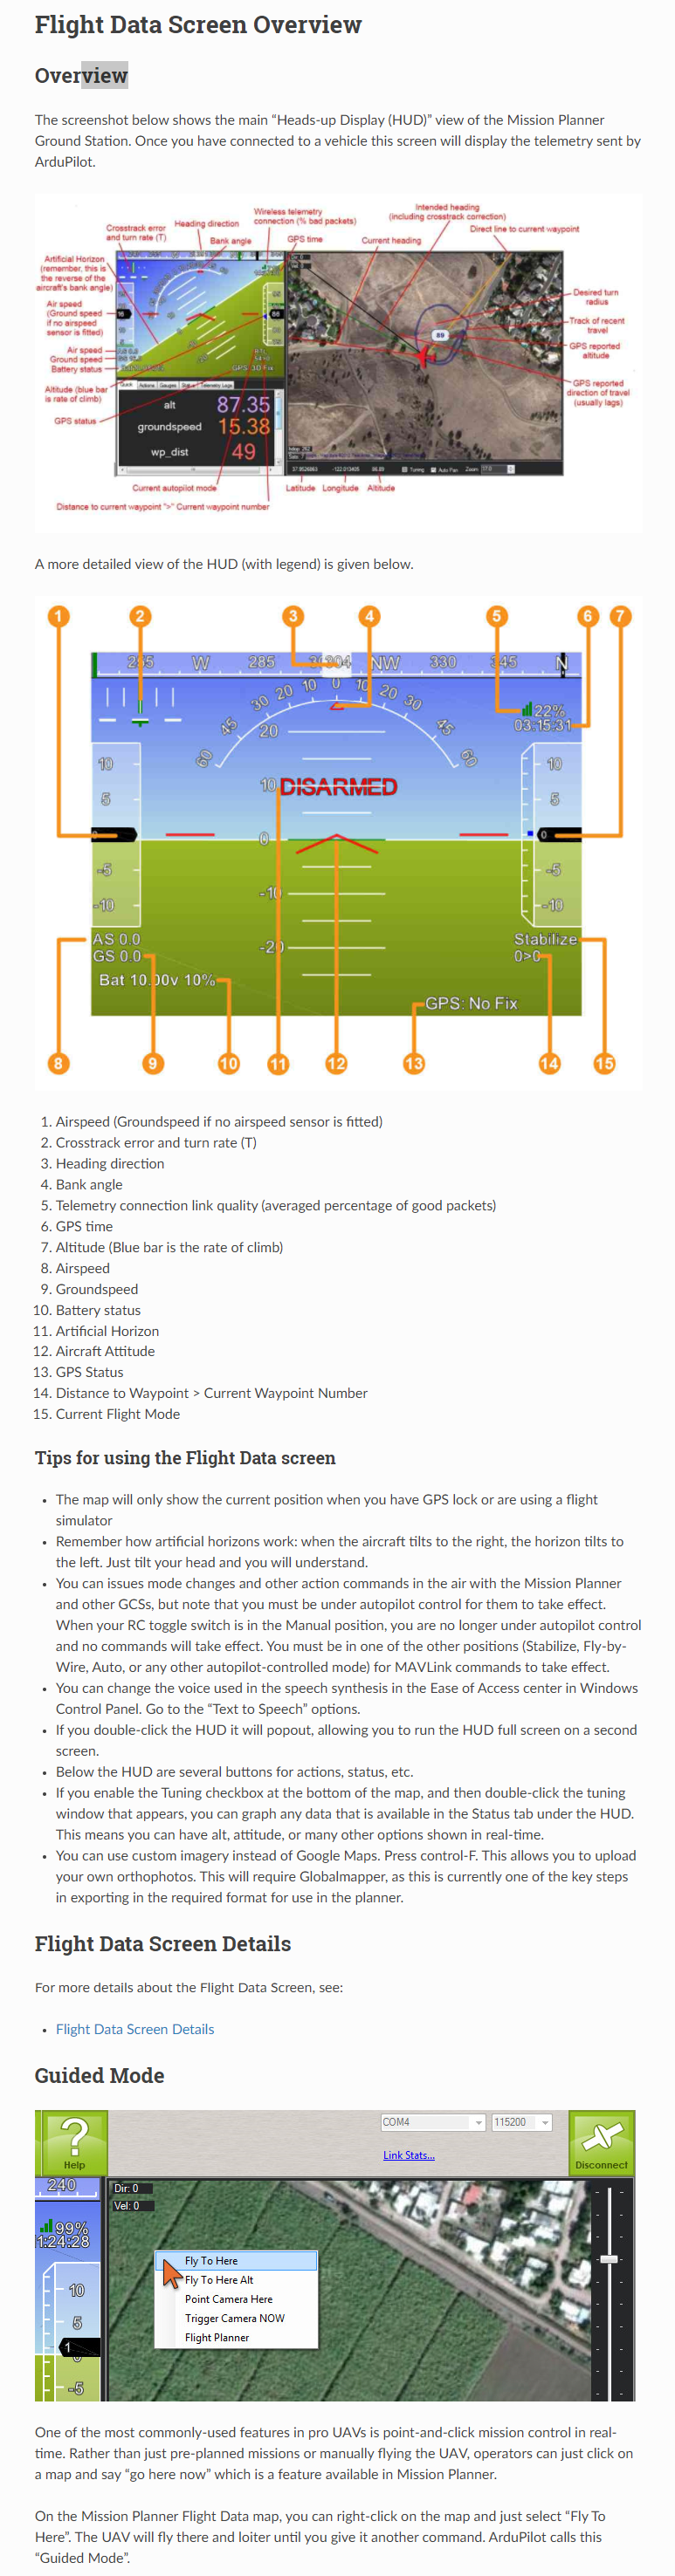 Flight Data Screen Overview
Overview
The screenshot below shows the main “Heads-up Display (HUD)” view of the Mission Planner
Ground Station. Once you have connected to a vehicle this screen will display the telemetry sent by
ArduPilot.
Crosstrack error
and turn rate (T)
Heading direction
Bank angle
Wireless telemetry
connection (% bad packets)
GPS time
Intended heading
(including crosstrack correction)
Current heading
Direct line to current waypoint
Artificial Horizon
(remember, this is
the reverse of the
aircraft's bank angle)
Air speed
(Ground speed
if no airspeed
sensor is fitted)
Air speed
Ground speed
Battery status
Altitude (blue bar
is rate of climb)
GPS status
Desired turn
radius
Track of recent
travel
GPS reported
altitude
GPS reported
direction of travel
(usually lags)
89
GPS: 3D Fix
Quick Actions Gauges Status Telemetry Logs
alt 87.35
groundspeed 15.38
wp_dist 49
Tuning Auto Pan Zoom
Current autopilot mode
Latitude Longitude Altitude
Distance to current waypoint ">" Current waypoint number
A more detailed view of the HUD (with legend) is given below.
1 2 3 4 5 6 7
W 285 304 NW 330 345 N
60 45 30 20 10 0 10 20 30 45 60
22%
03:15:31
20
10 DISARMED
0
-10
-20
10
5
0
-5
-10
10
5
0
-5
-10
AS 0.0
GS 0.0
Bat 10.00v 10%
Stabilize
0>0
GPS: No Fix
8 9 10 11 12 13 14 15
1. Airspeed (Groundspeed if no airspeed sensor is fitted)
2. Crosstrack error and turn rate (T)
3. Heading direction
4. Bank angle
5. Telemetry connection link quality (averaged percentage of good packets)
6. GPS time
7. Altitude (Blue bar is the rate of climb)
8. Airspeed
9. Groundspeed
10. Battery status
11. Artificial Horizon
12. Aircraft Attitude
13. GPS Status
14. Distance to Waypoint > Current Waypoint Number
15. Current Flight Mode
Tips for using the Flight Data screen
• The map will only show the current position when you have GPS lock or are using a flight
simulator
• Remember how artificial horizons work: when the aircraft tilts to the right, the horizon tilts to
the left. Just tilt your head and you will understand.
• You can issues mode changes and other action commands in the air with the Mission Planner
and other GCSs, but note that you must be under autopilot control for them to take effect.
When your RC toggle switch is in the Manual position, you are no longer under autopilot control
and no commands will take effect. You must be in one of the other positions (Stabilize, Fly-by-
Wire, Auto, or any other autopilot-controlled mode) for MAVLink commands to take effect.
• You can change the voice used in the speech synthesis in the Ease of Access center in Windows
Control Panel. Go to the “Text to Speech” options.
• If you double-click the HUD it will popout, allowing you to run the HUD full screen on a second
screen.
• Below the HUD are several buttons for actions, status, etc.
• If you enable the Tuning checkbox at the bottom of the map, and then double-click the tuning
window that appears, you can graph any data that is available in the Status tab under the HUD.
This means you can have alt, attitude, or many other options shown in real-time.
• You can use custom imagery instead of Google Maps. Press control-F. This allows you to upload
your own orthophotos. This will require Globalmapper, as this is currently one of the key steps
in exporting in the required format for use in the planner.
Flight Data Screen Details
For more details about the Flight Data Screen, see:
• Flight Data Screen Details
Guided Mode
? COM4 115200
Help Link Stats... Disconnect
240 Dir: 0
Vel: 0
99%
1:24:28
10
5
1
0
-5
Fly To Here
Fly To Here Alt
Point Camera Here
Trigger Camera NOW
Flight Planner
One of the most commonly-used features in pro UAVs is point-and-click mission control in real-
time. Rather than just pre-planned missions or manually flying the UAV, operators can just click on
a map and say “go here now” which is a feature available in Mission Planner.
On the Mission Planner Flight Data map, you can right-click on the map and just select “Fly To
Here”. The UAV will fly there and loiter until you give it another command. ArduPilot calls this
“Guided Mode”.